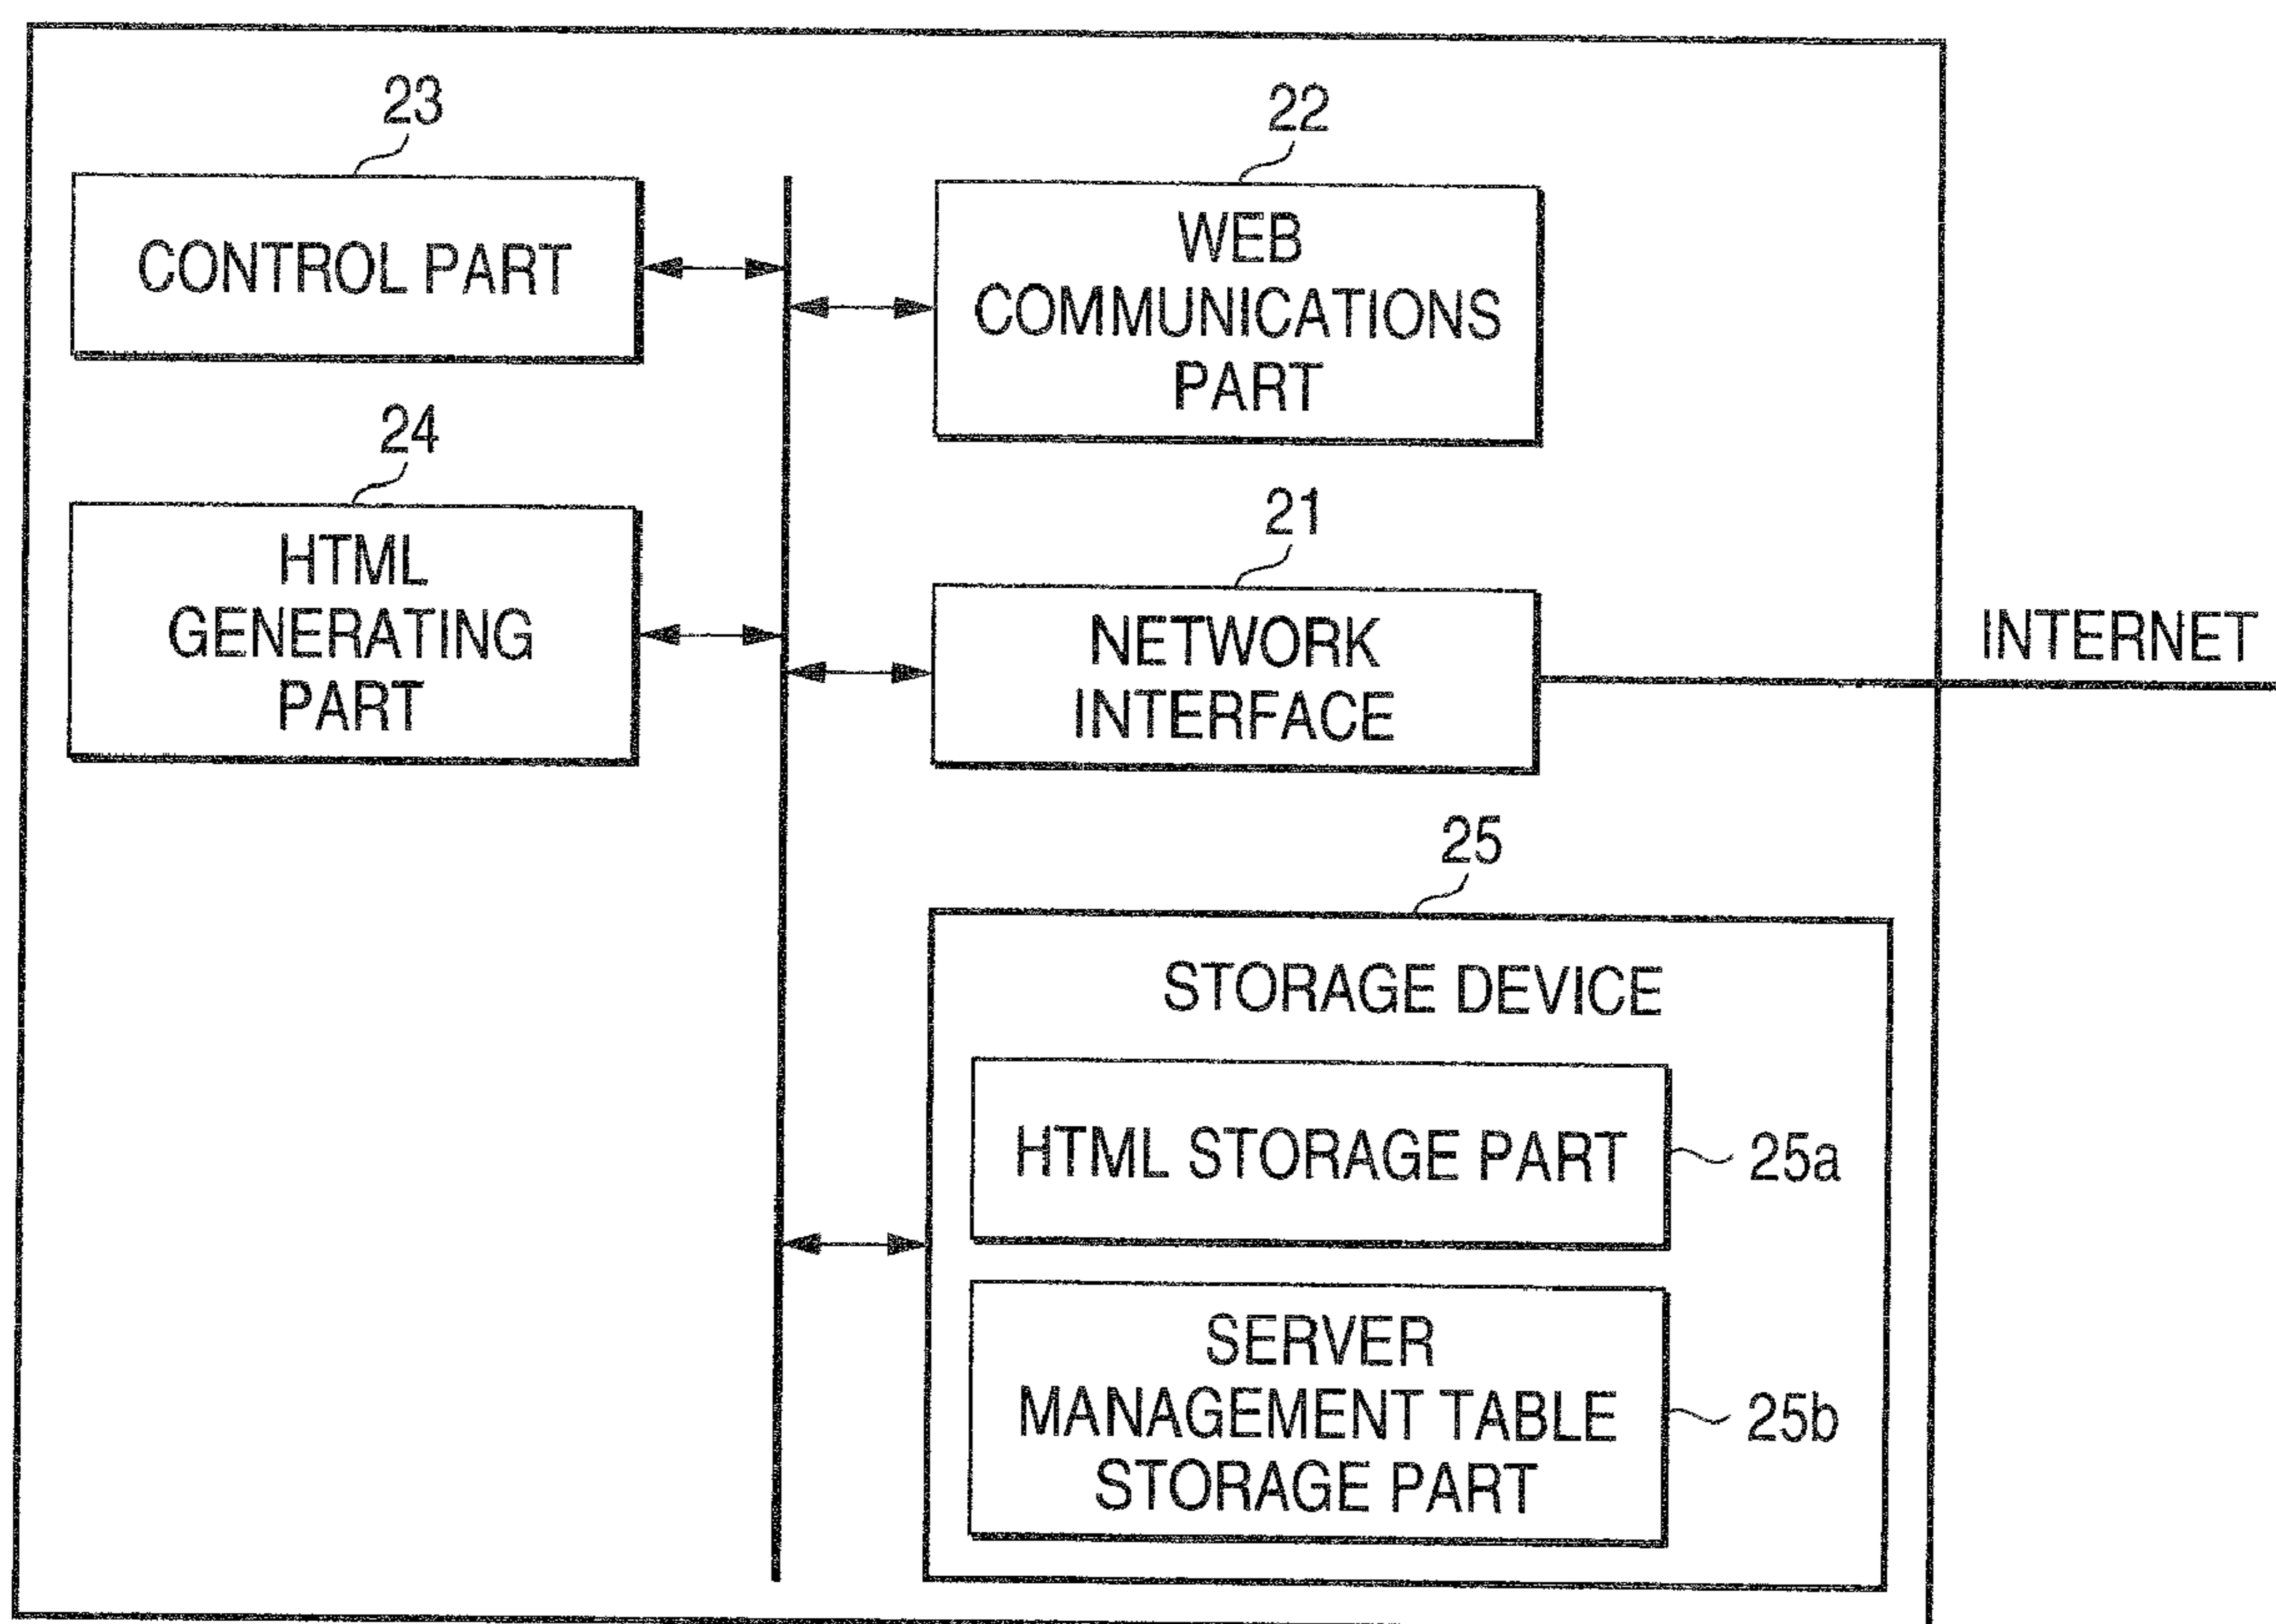 23
CONTROL PART
22
WEB
COMMUNICATIONS
PART
24
HTML
GENERATING
PART
21
NETWORK
INTERFACE
INTERNET
25
STORAGE DEVICE
HTML STORAGE PART
25a
SERVER
MANAGEMENT TABLE
STORAGE PART
25b